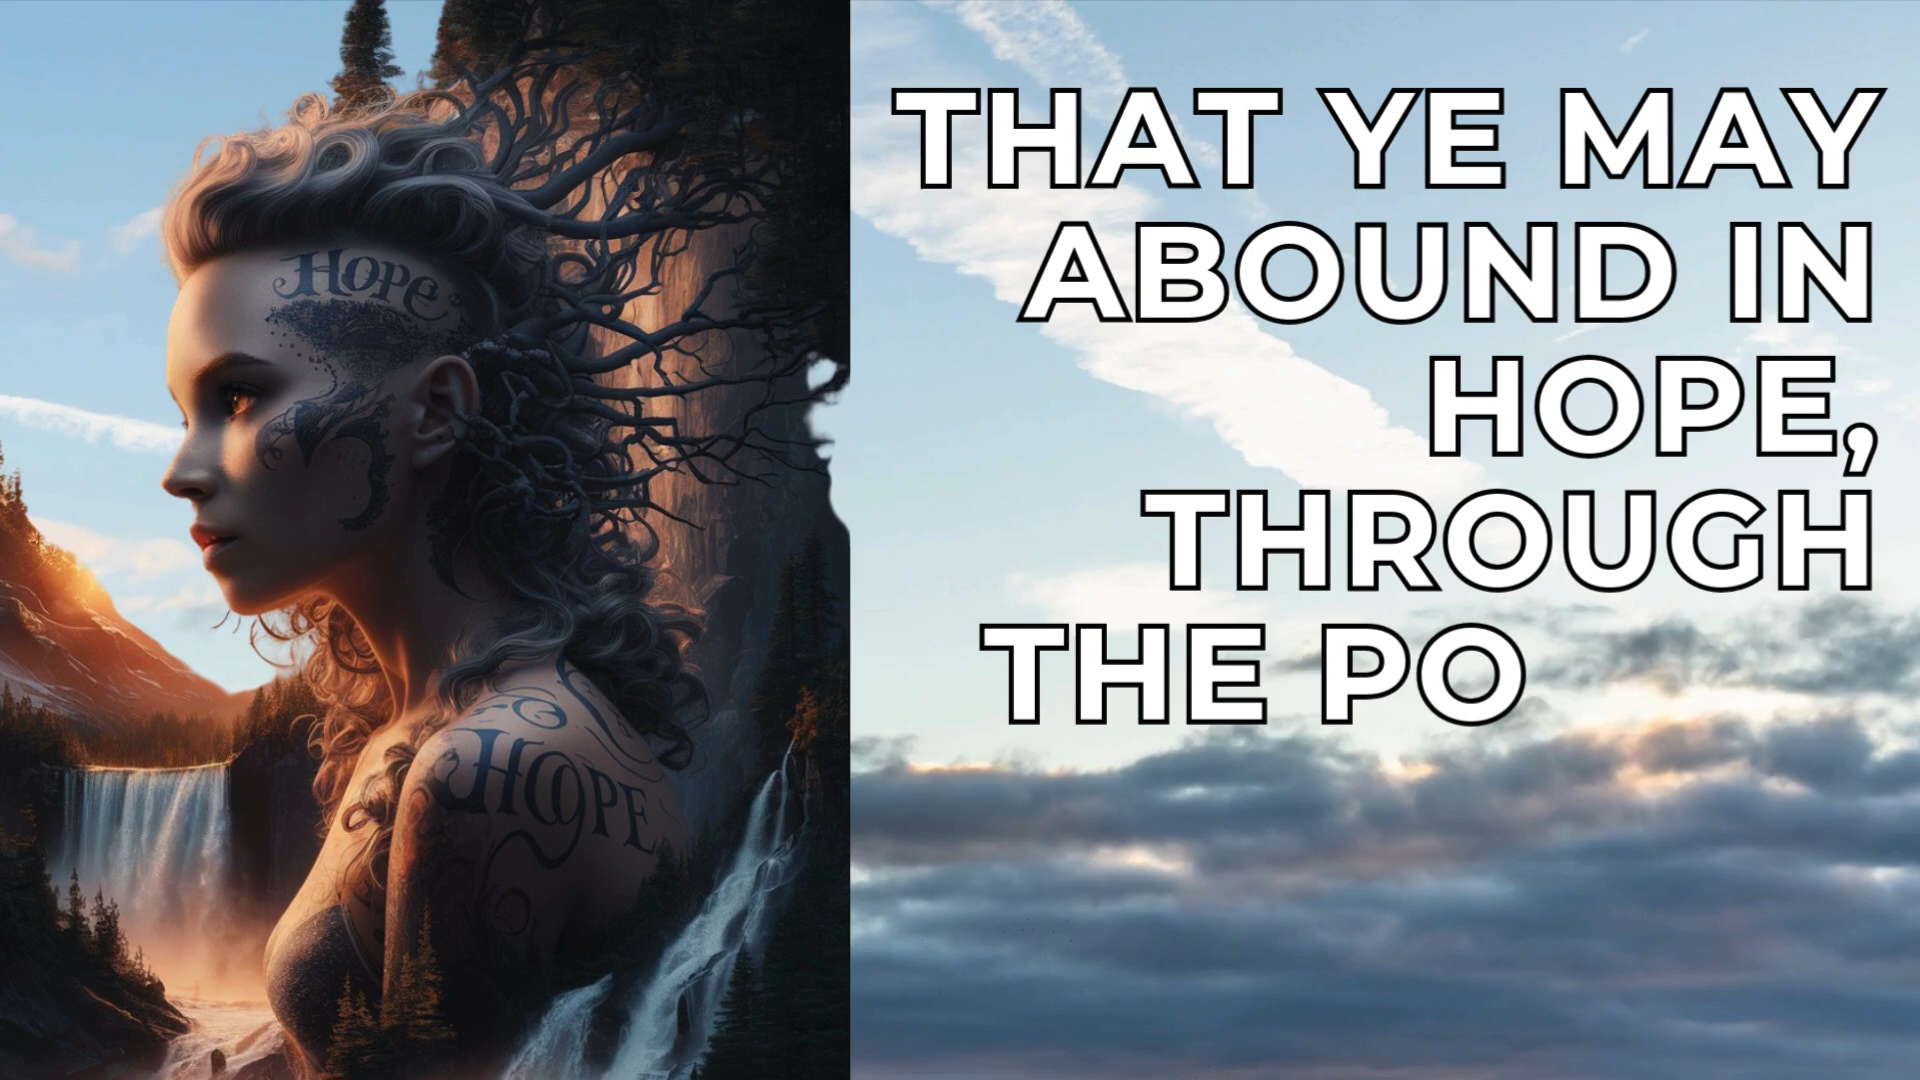 Hope
HOPE
THAT YE MAY
ABOUND IN
HOPE,
THROUGH
THE PO